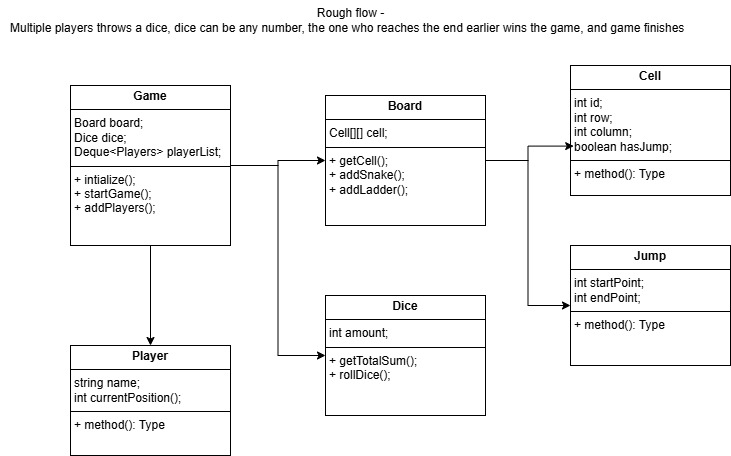 Rough flow -
Multiple players throws a dice, dice can be any number, the one who reaches the end earlier wins the game, and game finishes
Game
Board board;
Dice dice;
Deque<Players> playerList;
+ intialize();
+ startGame();
+ addPlayers();
Board
Cell[][] cell;
+ getCell();
+ addSnake();
+ addLadder();
Cell
int id;
int row;
int column;
boolean hasJump;
+ method(): Type
Jump
int startPoint;
int endPoint;
+ method(): Type
Dice
int amount;
+ getTotalSum();
+ rollDice();
Player
string name;
int currentPosition();
+ method(): Type